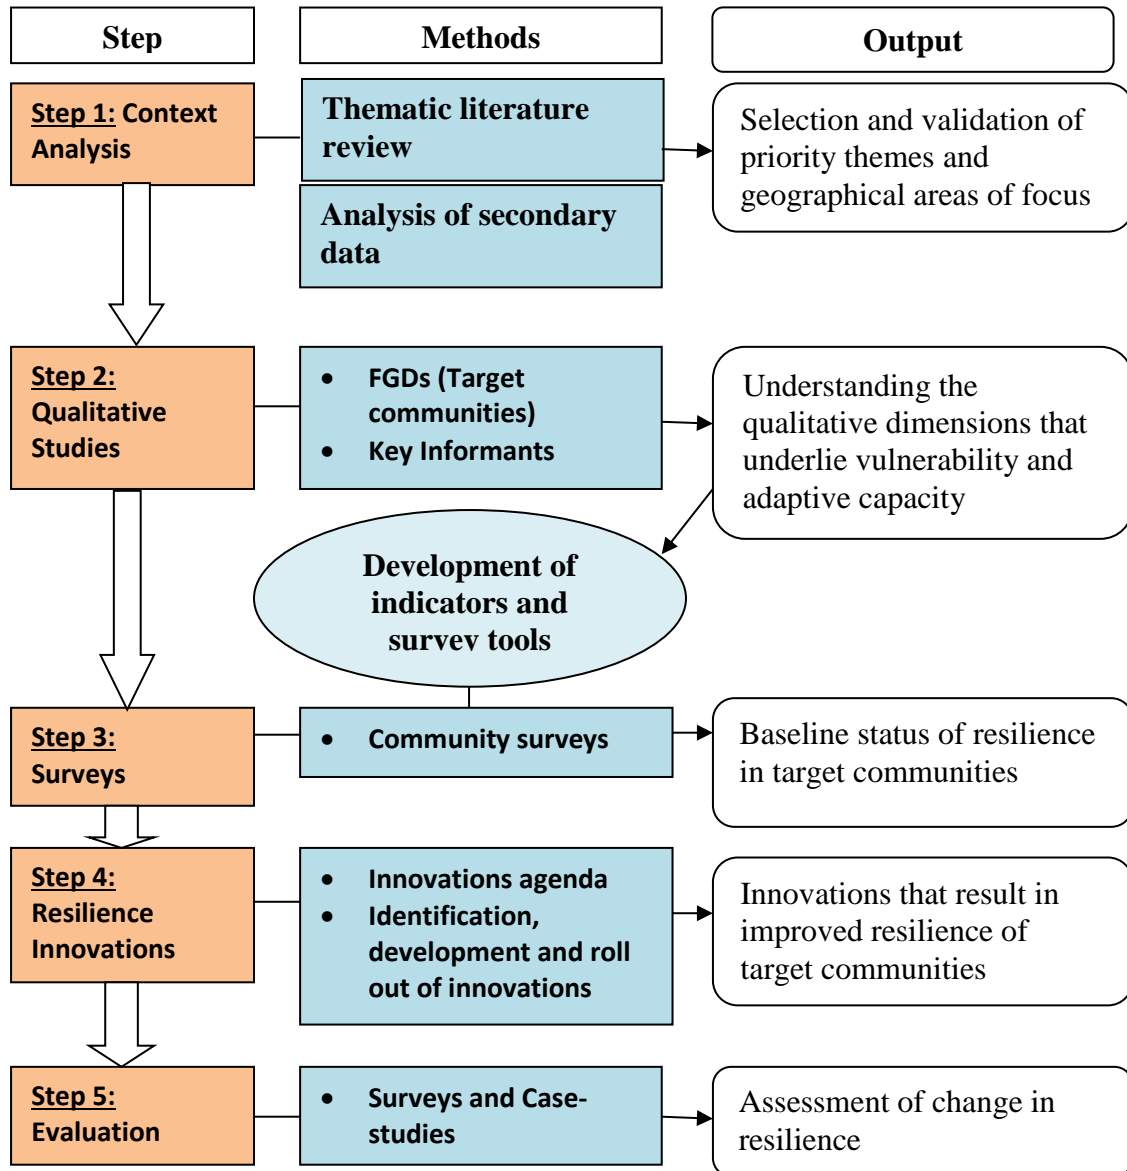 Step
Methods
Output
Step 1: Context
Analysis
Thematic literature
review
Analysis of secondary
data
Selection and validation of
priority themes and
geographical areas of focus
Step 2:
Qualitative
Studies
• FGDs (Target
communities)
• Key Informants
Understanding the
qualitative dimensions that
underlie vulnerability and
adaptive capacity
Development of
indicators and
survey tools
Step 3:
Surveys
• Community surveys
Baseline status of resilience
in target communities
Step 4:
Resilience
Innovations
• Innovations agenda
• Identification,
development and roll
out of innovations
Innovations that result in
improved resilience of
target communities
Step 5:
Evaluation
• Surveys and Case-
studies
Assessment of change in
resilience